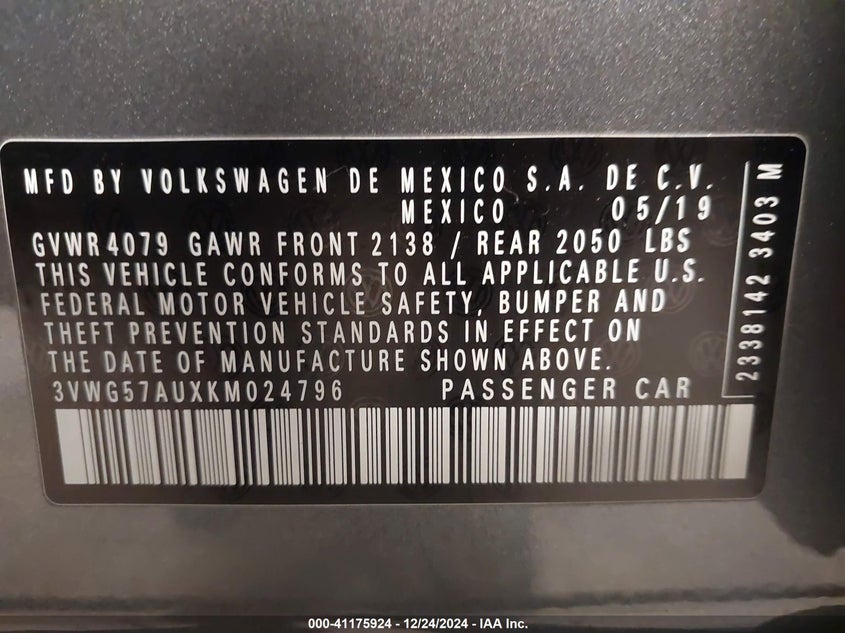 MFD BY VOLKSWAGEN DE MEXICO S.A. DE C.V.
MEXICO 05/19
GVWR4079 GAWR FRONT 2138 / REAR 2050 LBS
THIS VEHICLE CONFORMS TO ALL APPLICABLE U.S.
FEDERAL MOTOR VEHICLE SAFETY, BUMPER AND
THEFT PREVENTION STANDARDS IN EFFECT ON
THE DATE OF MANUFACTURE SHOWN ABOVE.
3VWG57AUXKM024796 PASSENGER CAR
2338142 3403 M
000-41175924 - 12/24/2024 - IAA Inc.